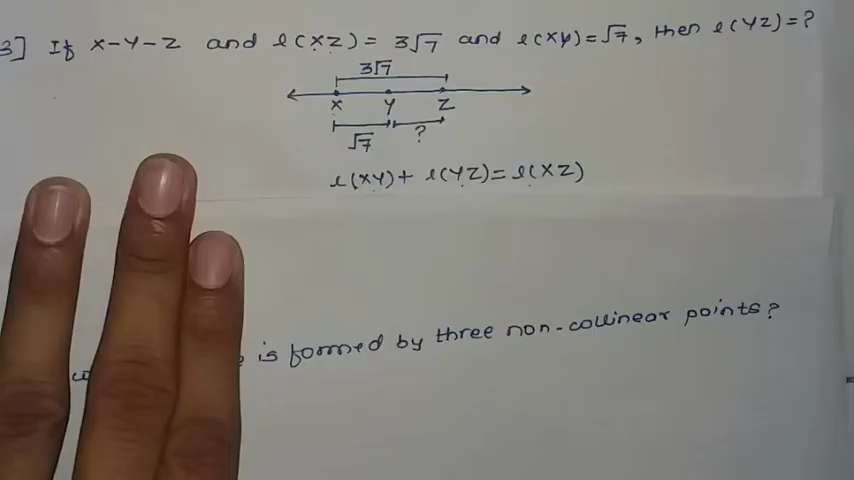 3] If X-Y-Z and l(XZ) = 3√7 and l(XY)=√7, then l(YZ)=?
3√7
X Y Z
√7 ?
l(XY)+ l(YZ)=l(XZ)
is formed by three non-collinear points?